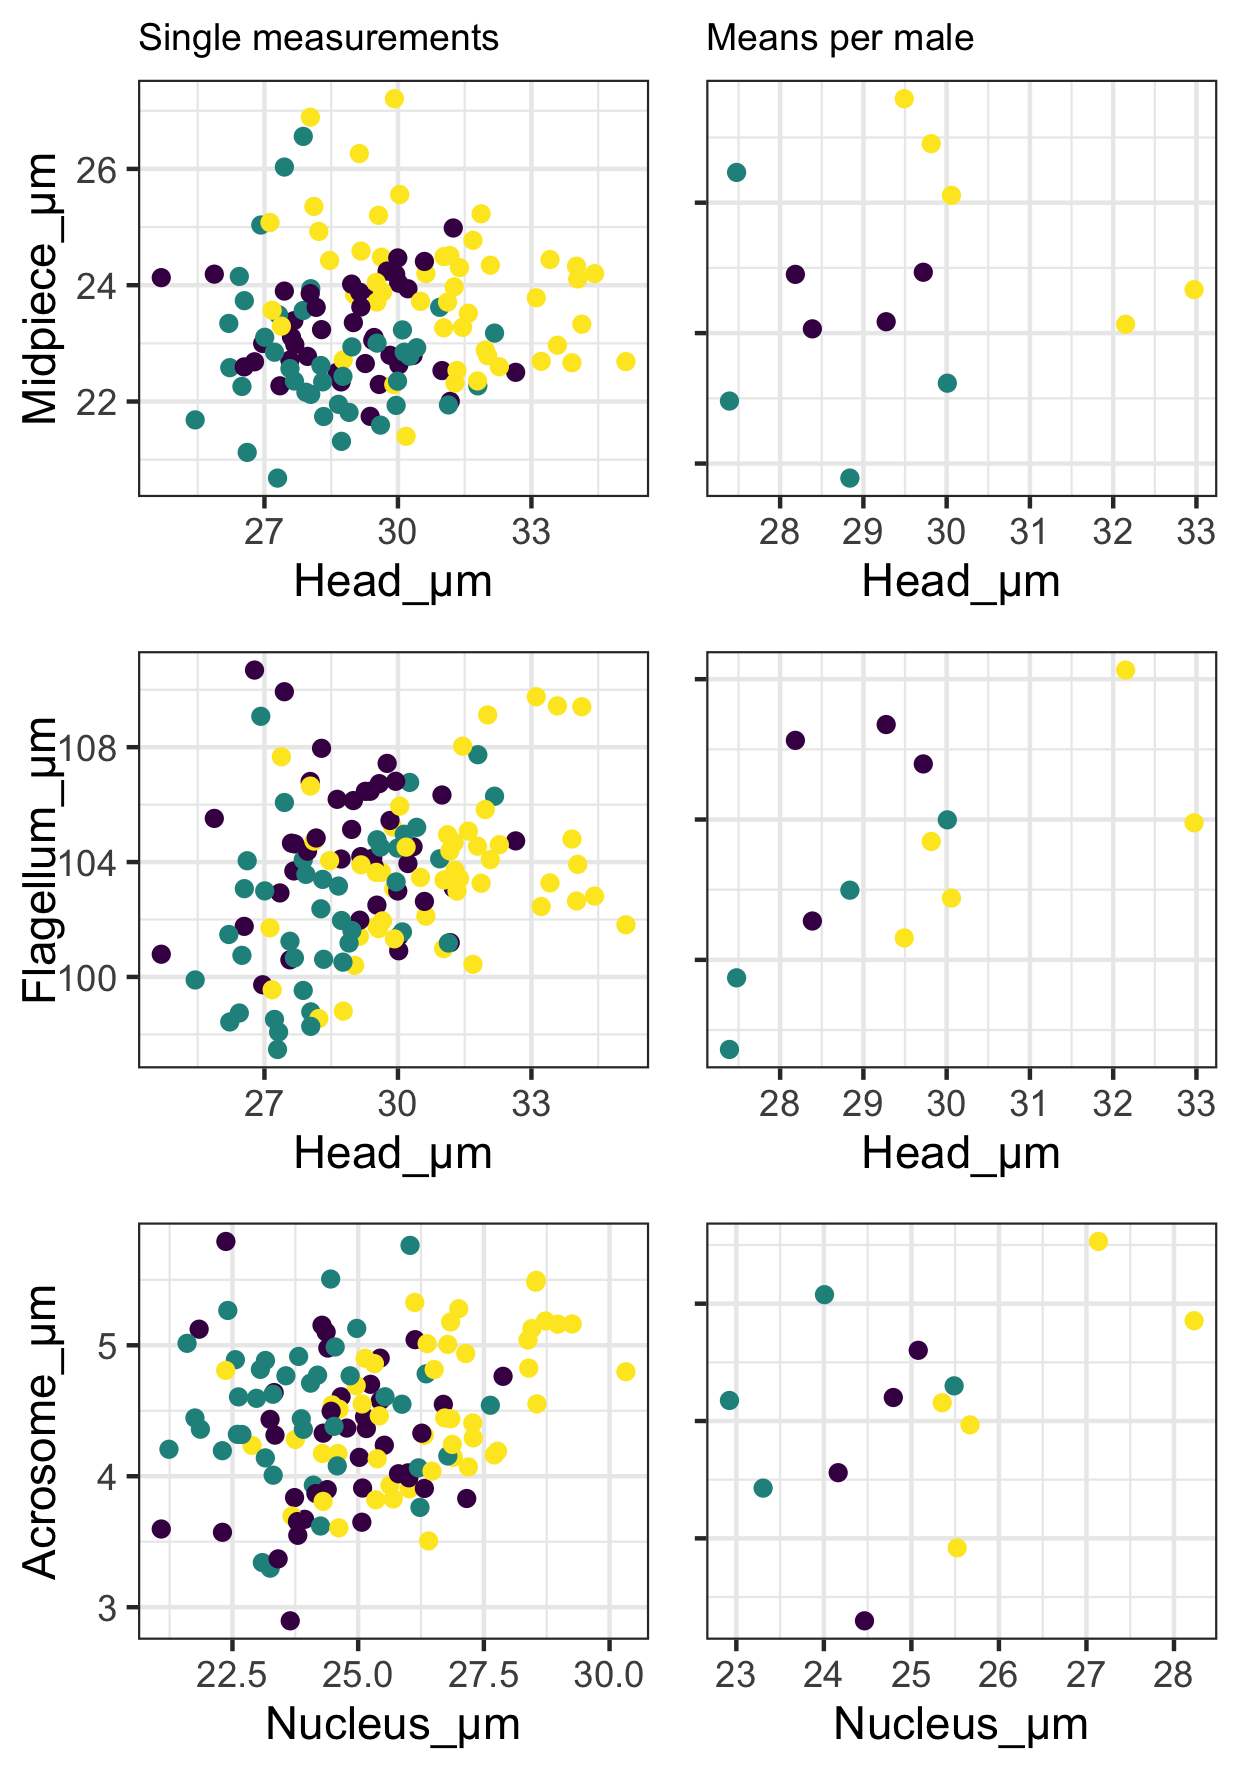 Single measurements
Means per male
Midpiece_µm
26
24
22
27 30 33
28 29 30 31 32 33
Head_µm
Head_µm
Flagellum_µm
108
104
100
27 30 33
28 29 30 31 32 33
Head_µm
Head_µm
Acrosome_µm
5
4
3
22.5 25.0 27.5 30.0
23 24 25 26 27 28
Nucleus_µm
Nucleus_µm